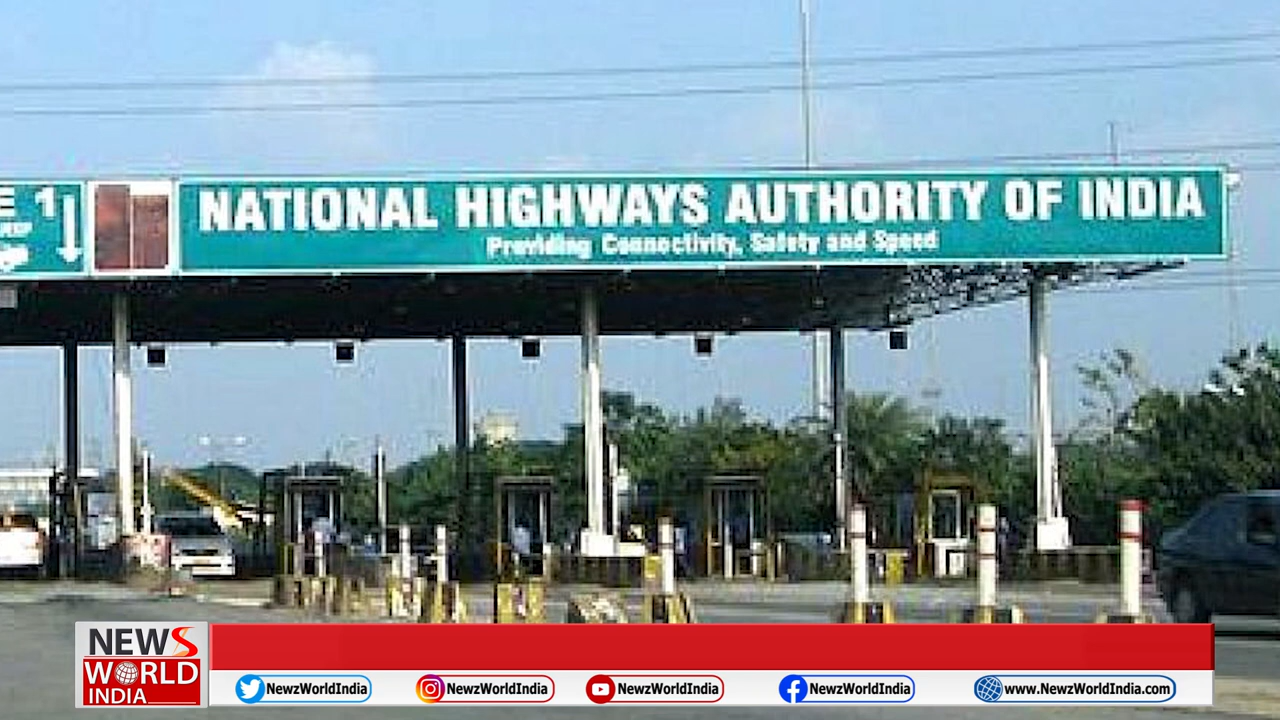 E 1
NATIONAL HIGHWAYS AUTHORITY OF INDIA
Providing Connectivity, Safety and Speed
NEWS
WORLD
INDIA
NewzWorldIndia
NewzWorldIndia
NewzWorldIndia
NewzWorldIndia
www.NewzWorldIndia.com